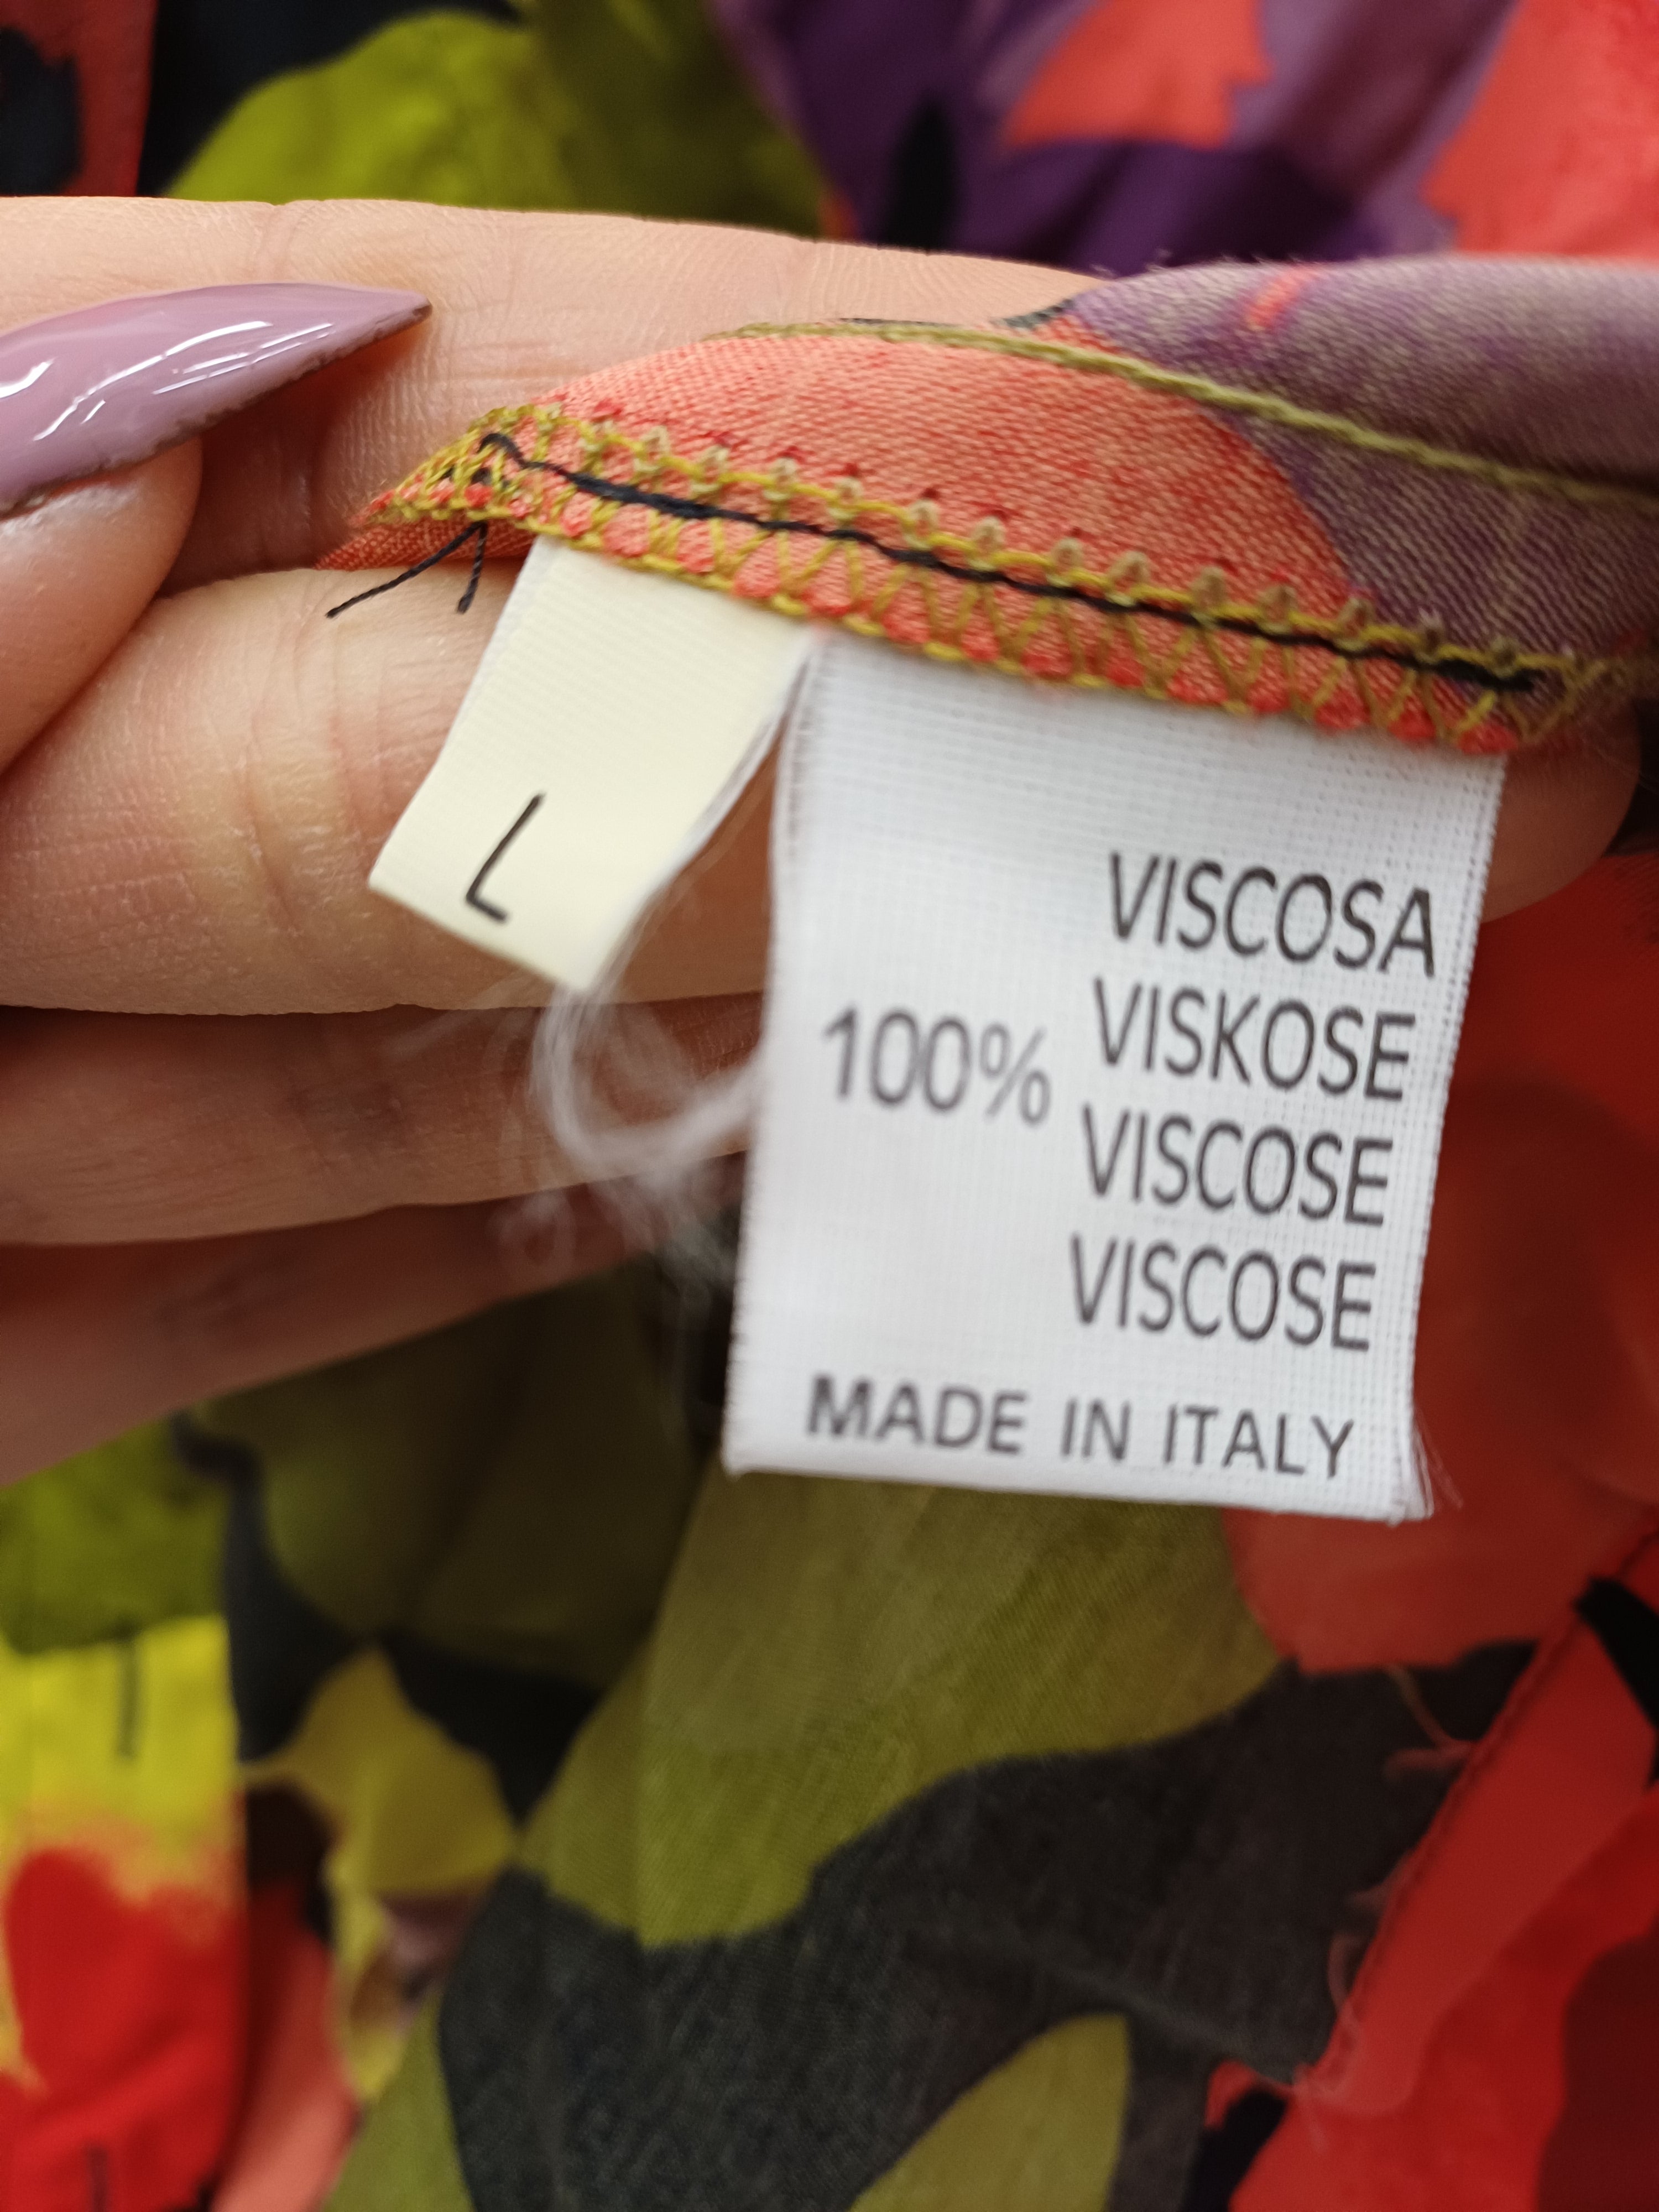 L
VISCOSA
VISKOSE
100%
VISCOSE
VISCOSE
MADE IN ITALY